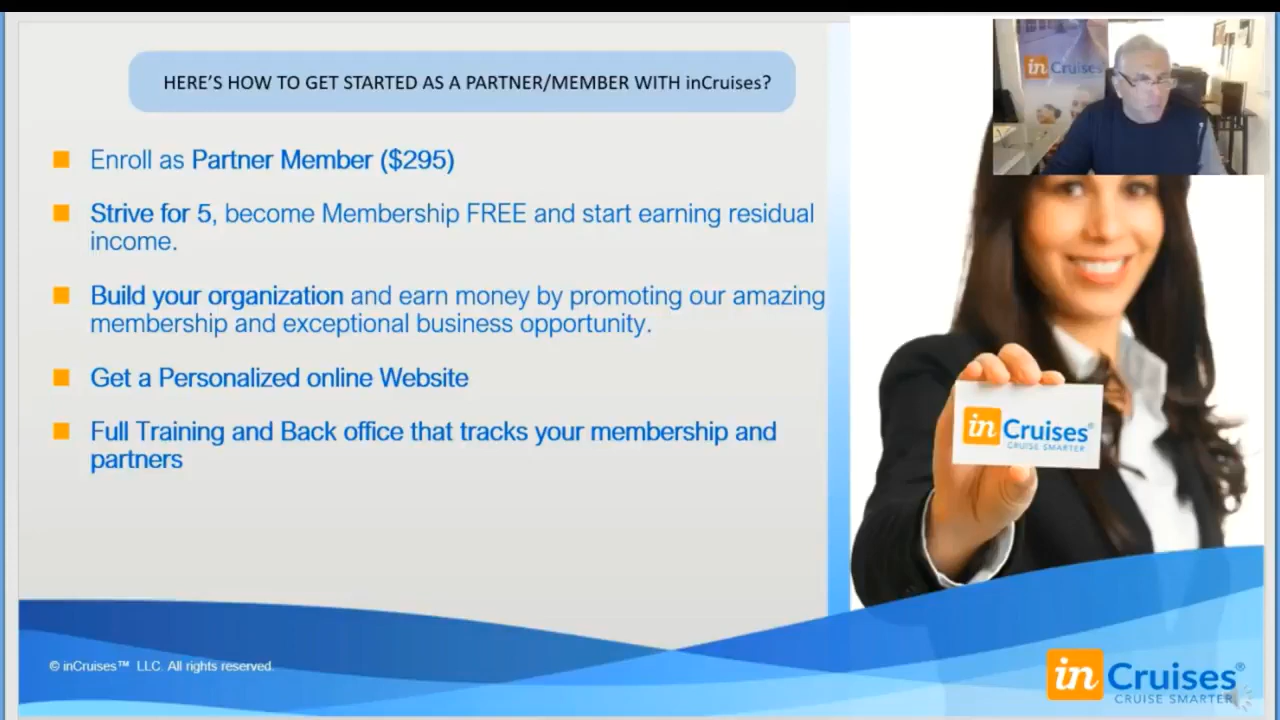 HERE'S HOW TO GET STARTED AS A PARTNER/MEMBER WITH inCruises?
in Cruises
Enroll as Partner Member ($295)
Strive for 5, become Membership FREE and start earning residual
income.
Build your organization and earn money by promoting our amazing
membership and exceptional business opportunity.
Get a Personalized online Website
Full Training and Back office that tracks your membership and
partners
in Cruises®
CRUISE SMARTER
© inCruises™ LLC. All rights reserved.
in Cruises®
CRUISE SMARTER